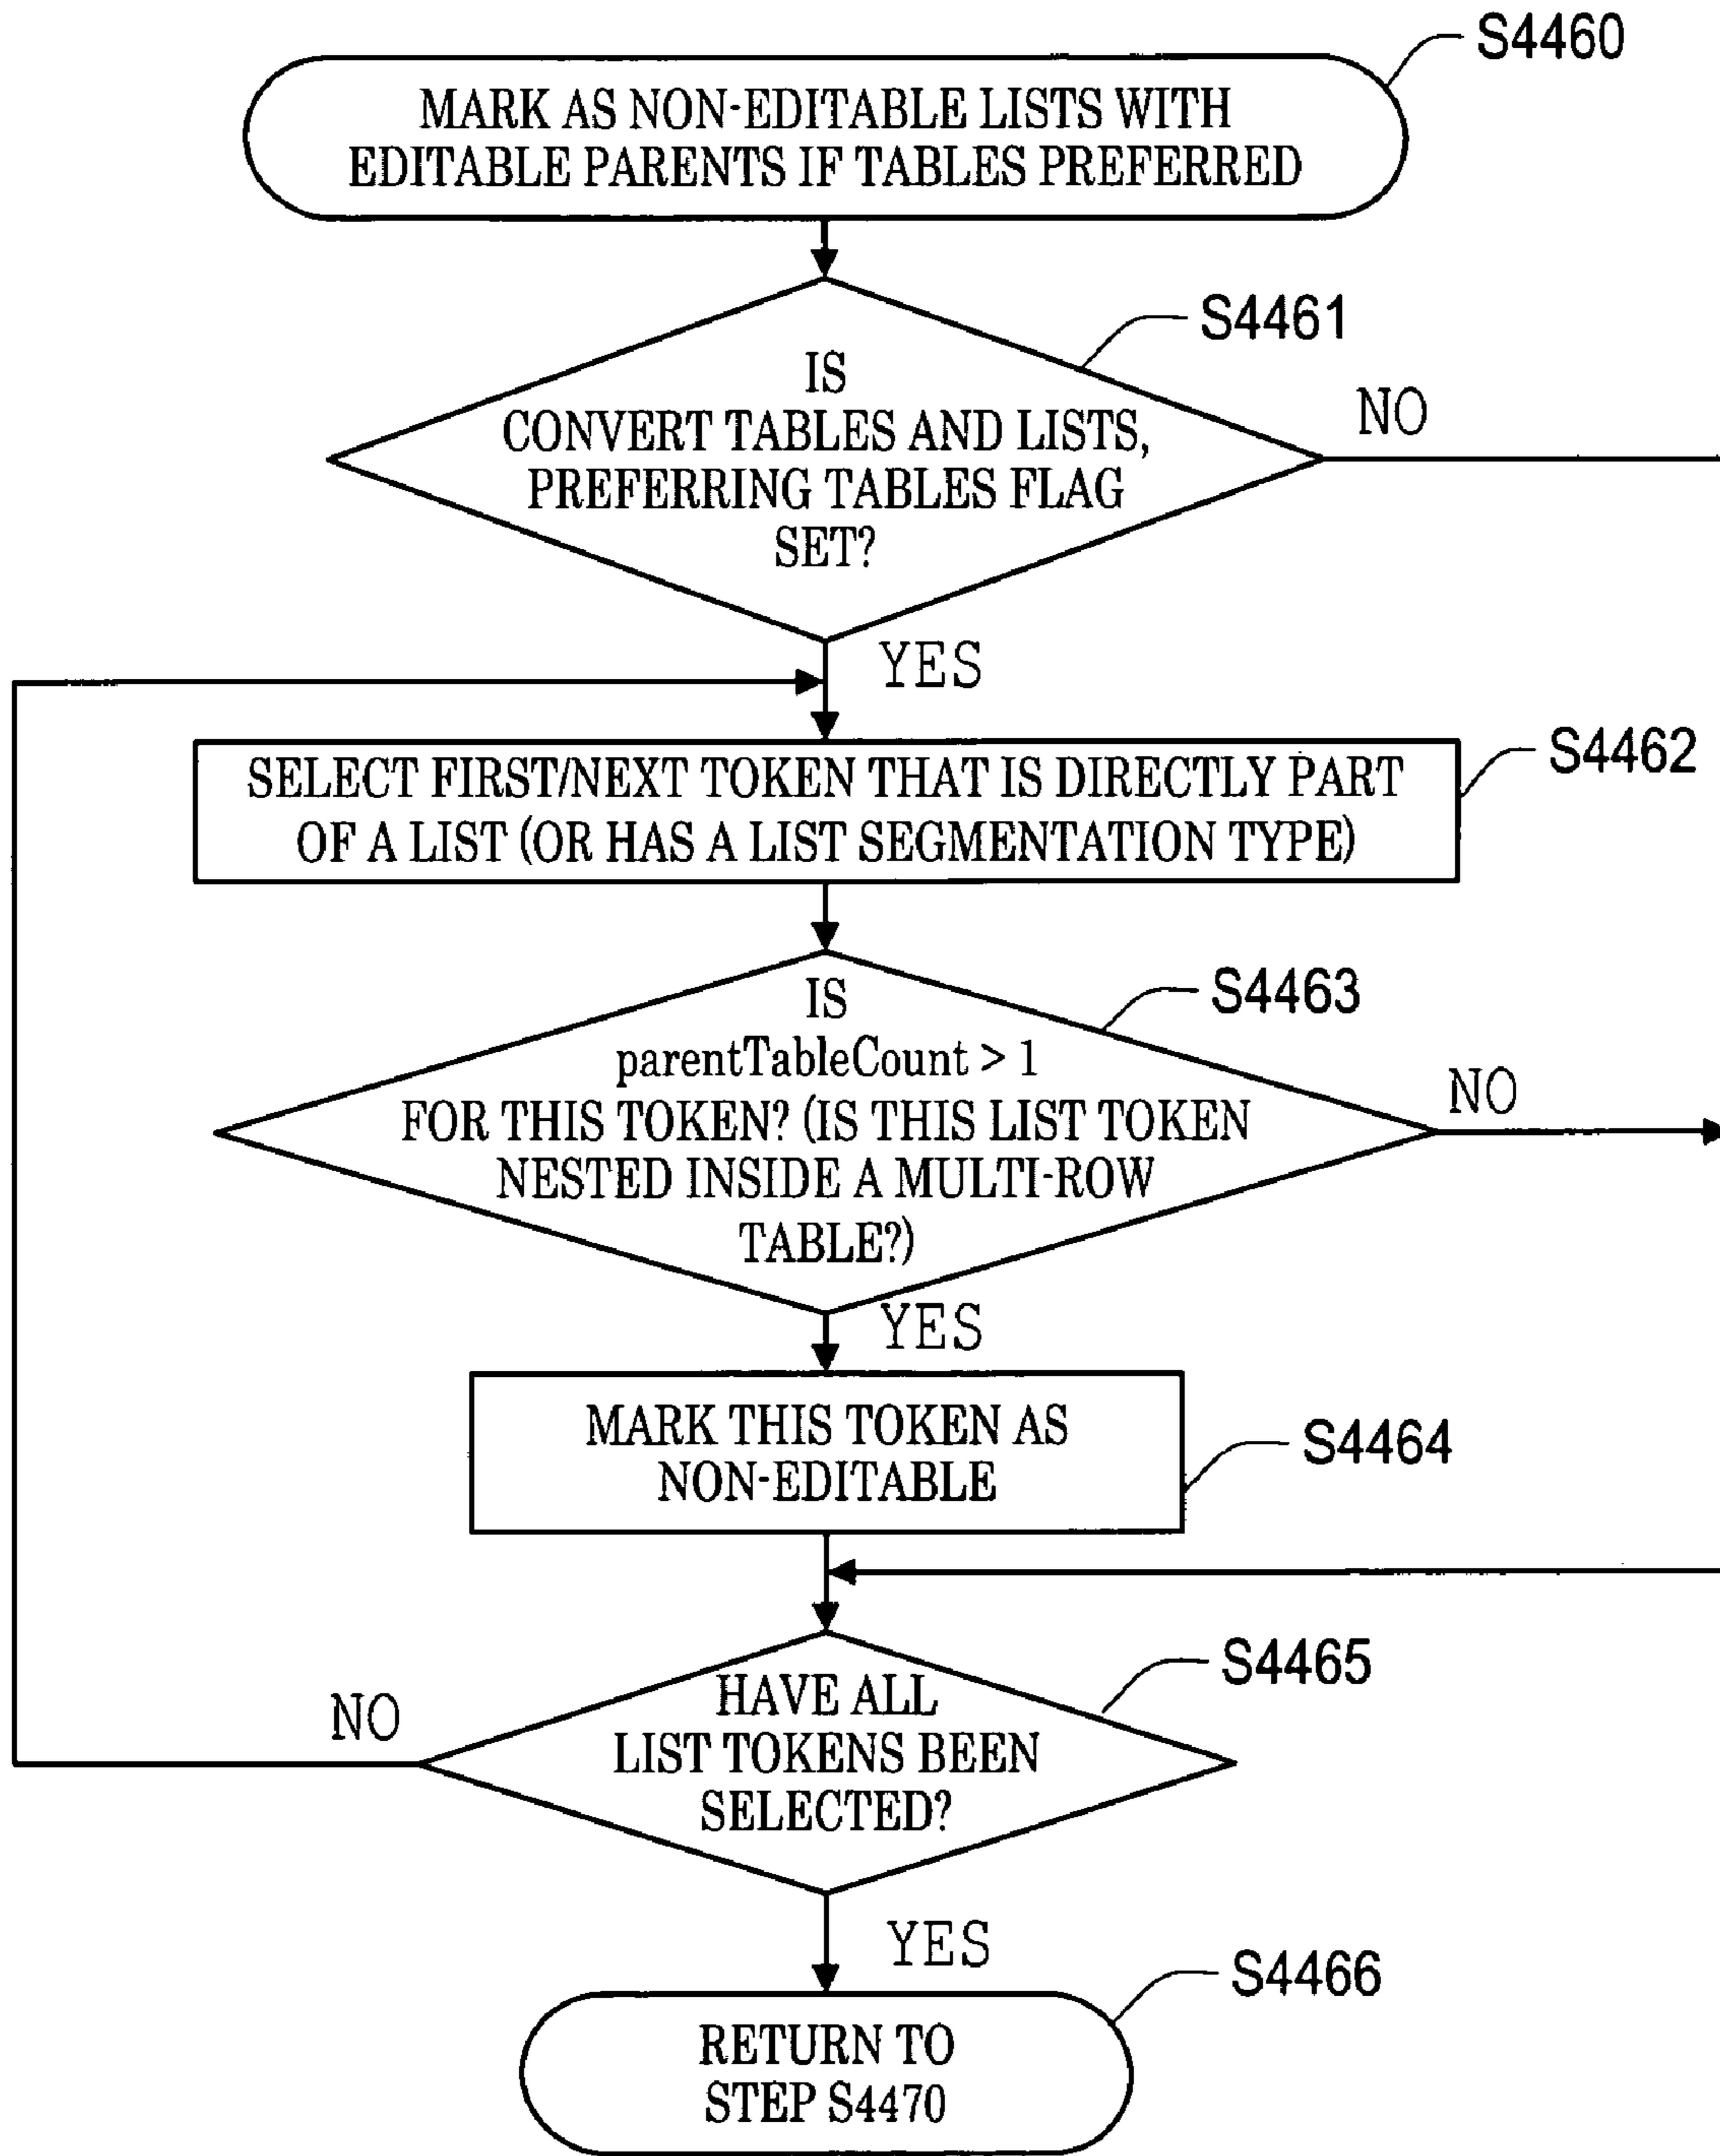 S4460
MARK AS NON-EDITABLE LISTS WITH
EDITABLE PARENTS IF TABLES PREFERRED
S4461
IS
CONVERT TABLES AND LISTS,
PREFERRING TABLES FLAG
SET?
NO
YES
S4462
SELECT FIRST/NEXT TOKEN THAT IS DIRECTLY PART
OF A LIST (OR HAS A LIST SEGMENTATION TYPE)
S4463
IS
parentTableCount > 1
FOR THIS TOKEN? (IS THIS LIST TOKEN
NESTED INSIDE A MULTI-ROW
TABLE?)
NO
YES
MARK THIS TOKEN AS
NON-EDITABLE
S4464
S4465
HAVE ALL
LIST TOKENS BEEN
SELECTED?
NO
YES
S4466
RETURN TO
STEP S4470